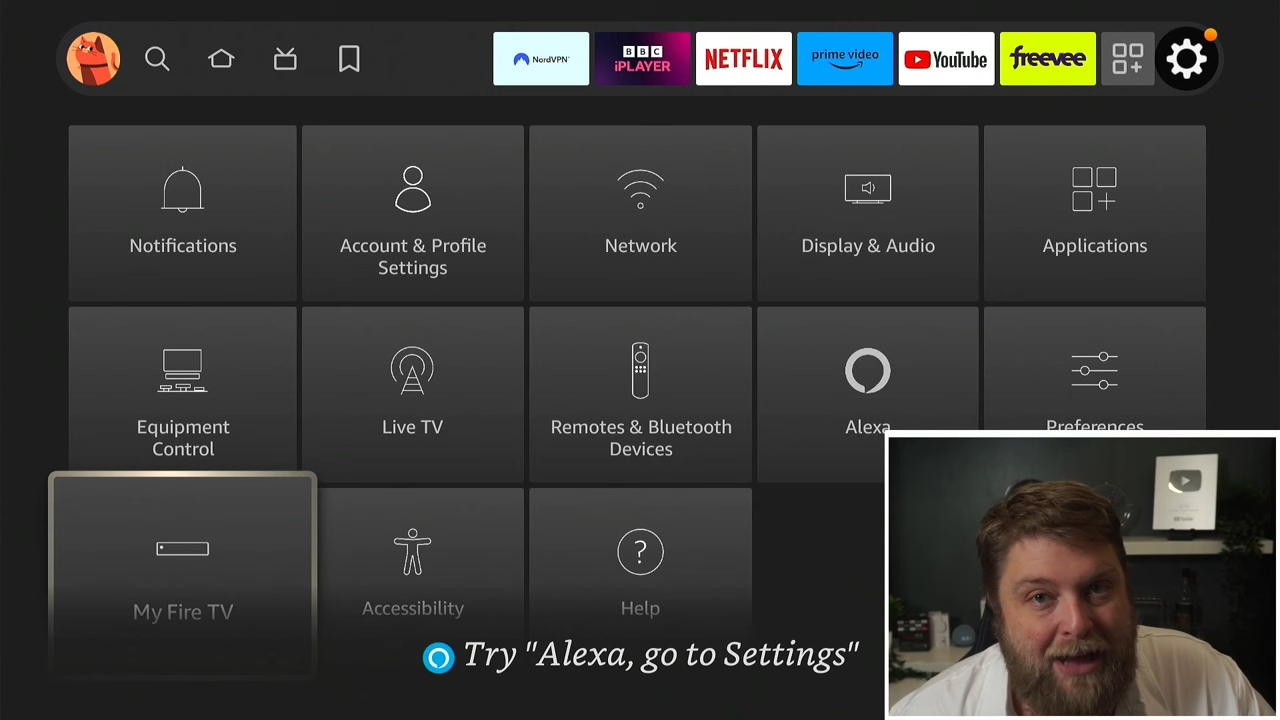 NordVPN
BBC
iPLAYER
NETFLIX
prime video
YouTube
freevee
Notifications
Account & Profile
Settings
Network
Display & Audio
Applications
Equipment
Control
Live TV
Remotes & Bluetooth
Devices
Alexa
Preferences
My Fire TV
Accessibility
Help
Try "Alexa, go to Settings"